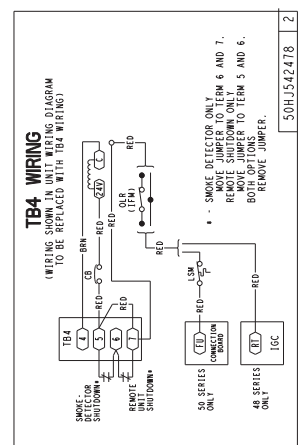 TB4 WIRING
(WIRING SHOWN IN UNIT WIRING DIAGRAM
TO BE REPLACED WITH TB4 WIRING)
TB4
4
5
6
7
BRN
CB
RED
RED
RED
24V
C
RED
OLR
(IFM)
RED
RED
LSM
RED
RED
FU
CONNECTION
BOARD
RT
IGC
SMOKE-
DETECTOR
SHUTDOWN*
REMOTE
UNIT
SHUTDOWN*
50 SERIES
ONLY
48 SERIES
ONLY
* - SMOKE DETECTOR ONLY
MOVE JUMPER TO TERM 6 AND 7.
REMOTE SHUTDOWN ONLY
MOVE JUMPER TO TERM 5 AND 6.
BOTH OPTIONS
REMOVE JUMPER.
50HJ542478 2